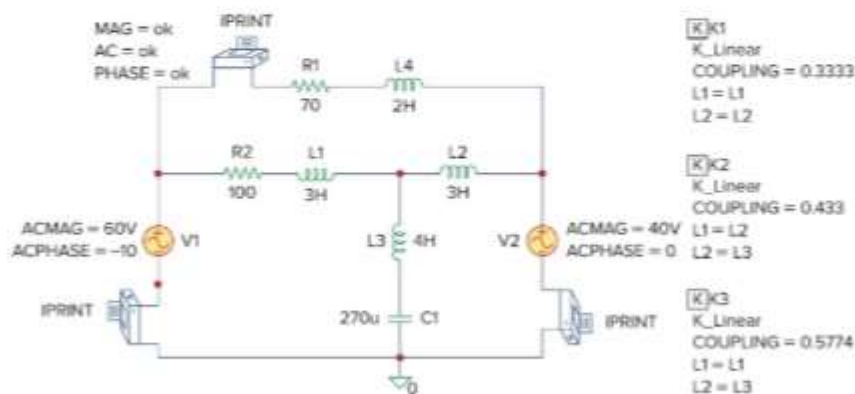 MAG = ok
AC = ok
PHASE = ok
IPRINT
R1
70
L4
2H
R2
100
L1
3H
L2
3H
ACMAG = 60V
ACPHASE = –10
V1
L3
4H
V2
ACMAG = 40V
ACPHASE = 0
IPRINT
270u
C1
IPRINT
0
K K1
K_Linear
COUPLING = 0.3333
L1 = L1
L2 = L2
K K2
K_Linear
COUPLING = 0.433
L1 = L2
L2 = L3
K K3
K_Linear
COUPLING = 0.5774
L1 = L1
L2 = L3